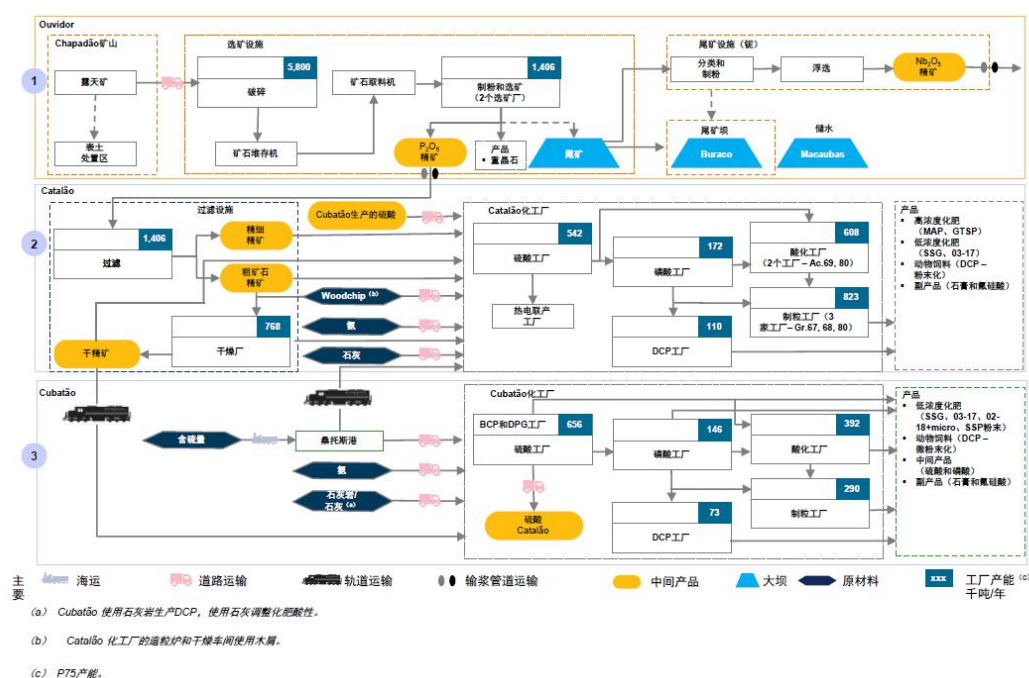 Ouvidor
Chapadão矿山
露天矿
表土
处置区
选矿设施
5,800
破碎
矿石堆存机
矿石取料机
1,406
制粉和选矿
(2个选矿厂)
P₂O₅
精矿
产品
• 重晶石
尾矿
尾矿设施(铌)
分类和
制粉
浮选
Nb₂O₅
精矿
尾矿坝
Buraco
储水
Macaubas
1
Catalão
2
过滤设施
1,406
过滤
精细
精矿
粗矿石
精矿
768
干燥厂
干精矿
Cubatão生产的硫酸
Woodchip (b)
氨
石灰
Catalão化工厂
542
硫酸工厂
热电联产
工厂
172
磷酸工厂
110
DCP工厂
608
酸化工厂
(2个工厂 – Ac.69, 80)
823
制粒工厂(3
家工厂– Gr.67, 68, 80)
产品
▪ 高浓度化肥
(MAP、GTSP)
▪ 低浓度化肥
(SSG、03-17)
▪ 动物饲料(DCP –
粉末化)
▪ 副产品(石膏和氟硅酸)
Cubatão
3
含硫量
桑托斯港
氨
石灰岩/
石灰 (a)
Cubatão化工厂
BCP和DPG工厂
656
硫酸工厂
硫酸
Catalão
146
磷酸工厂
73
DCP工厂
392
酸化工厂
290
制粒工厂
产品
▪ 低浓度化肥
(SSG、03-17、02-
18+micro、SSP粉末)
▪ 动物饲料(DCP –
微粉末化)
▪ 中间产品
(硫酸和磷酸)
▪ 副产品(石膏和氟硅酸)
主
要
海运
道路运输
轨道运输
输浆管道运输
中间产品
大坝
原材料
xxx
工厂产能 (c)
千吨/年
(a) Cubatão 使用石灰岩生产DCP,使用石灰调整化肥酸性。
(b) Catalão 化工厂的造粒炉和干燥车间使用木屑。
(c) P75产能。